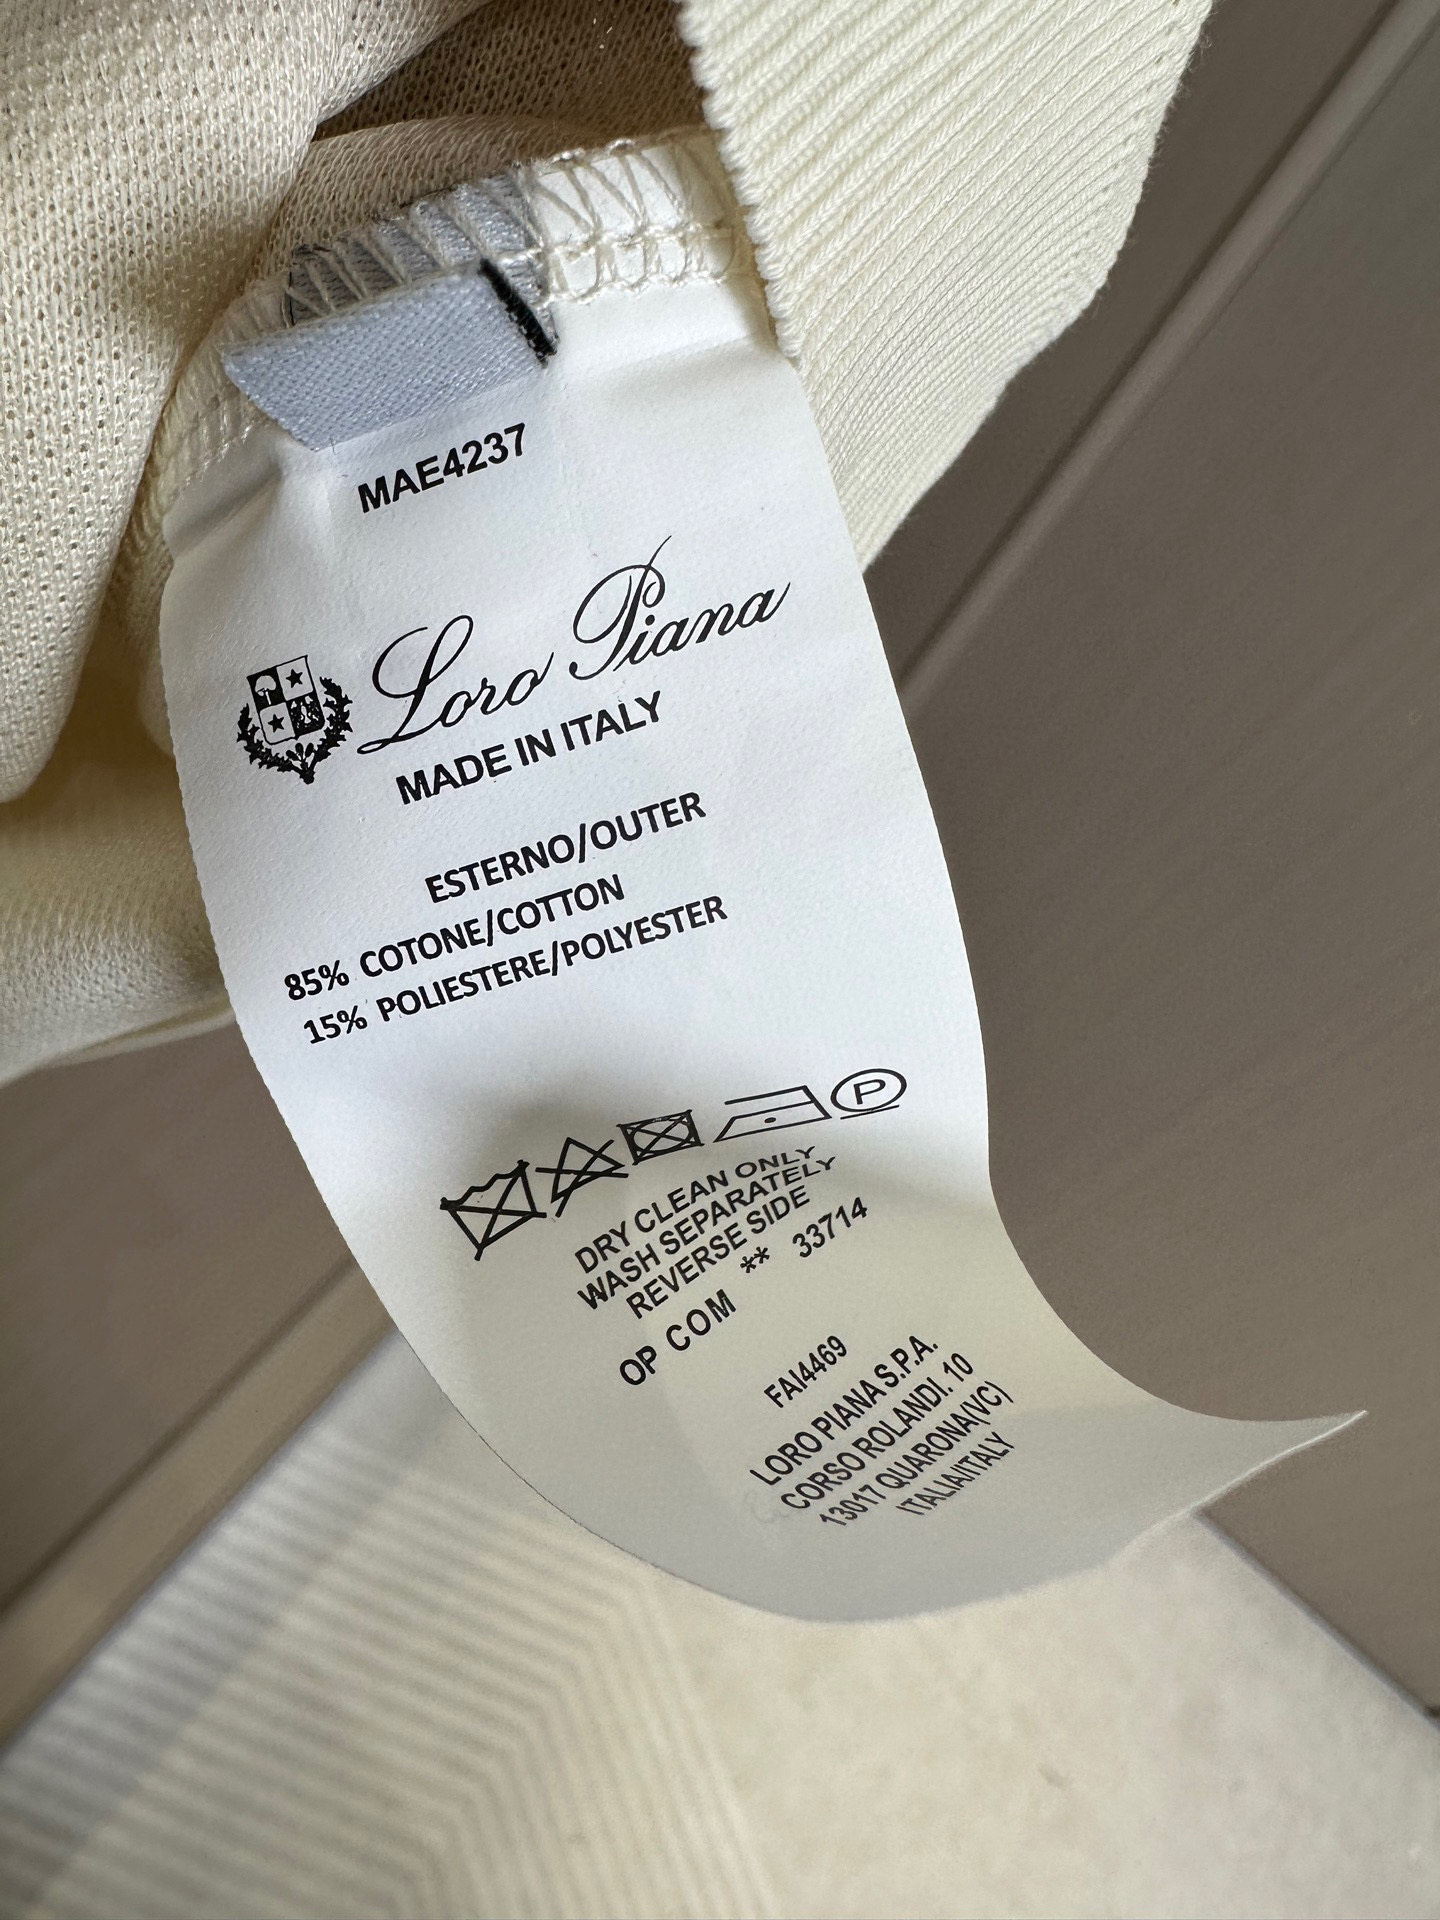 MAE4237
Loro Piana
MADE IN ITALY
ESTERNO/OUTER
85% COTONE/COTTON
15% POLIESTERE/POLYESTER
P
DRY CLEAN ONLY
WASH SEPARATELY
REVERSE SIDE
OP COM ** 33714
FAI4469
LORO PIANA S.P.A.
CORSO ROLANDI. 10
13017 QUARONA(VC)
ITALIA/ITALY